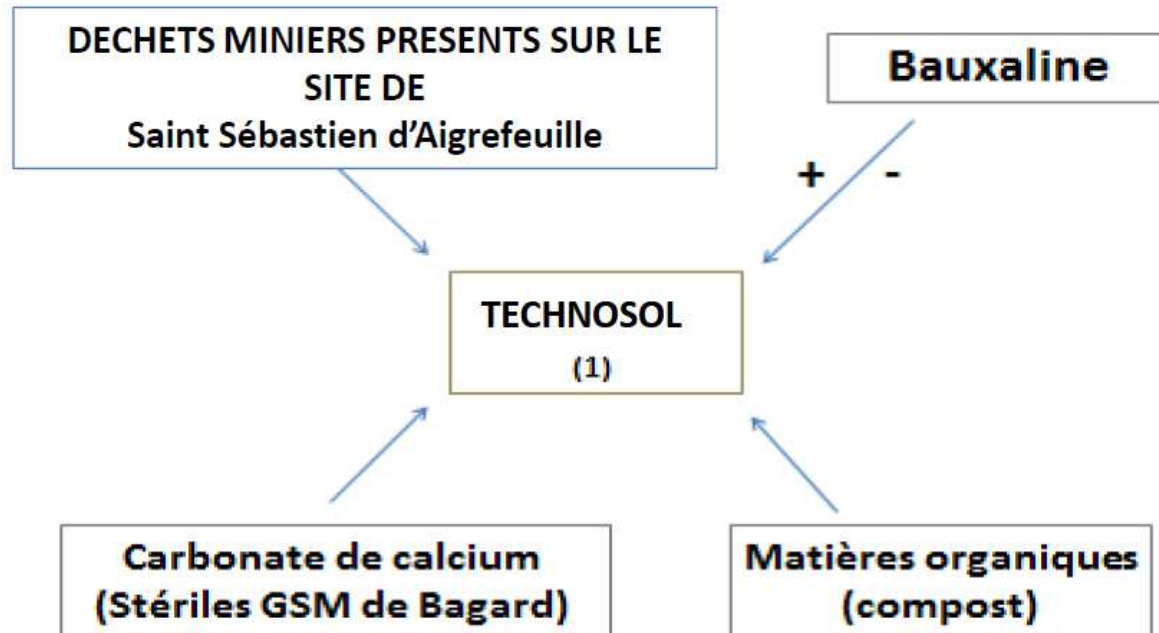 DECHETS MINIERS PRESENTS SUR LE
SITE DE
Saint Sébastien d’Aigrefeuille
Bauxaline
+ -
TECHNOSOL
(1)
Carbonate de calcium
(Stériles GSM de Bagard)
Matières organiques
(compost)